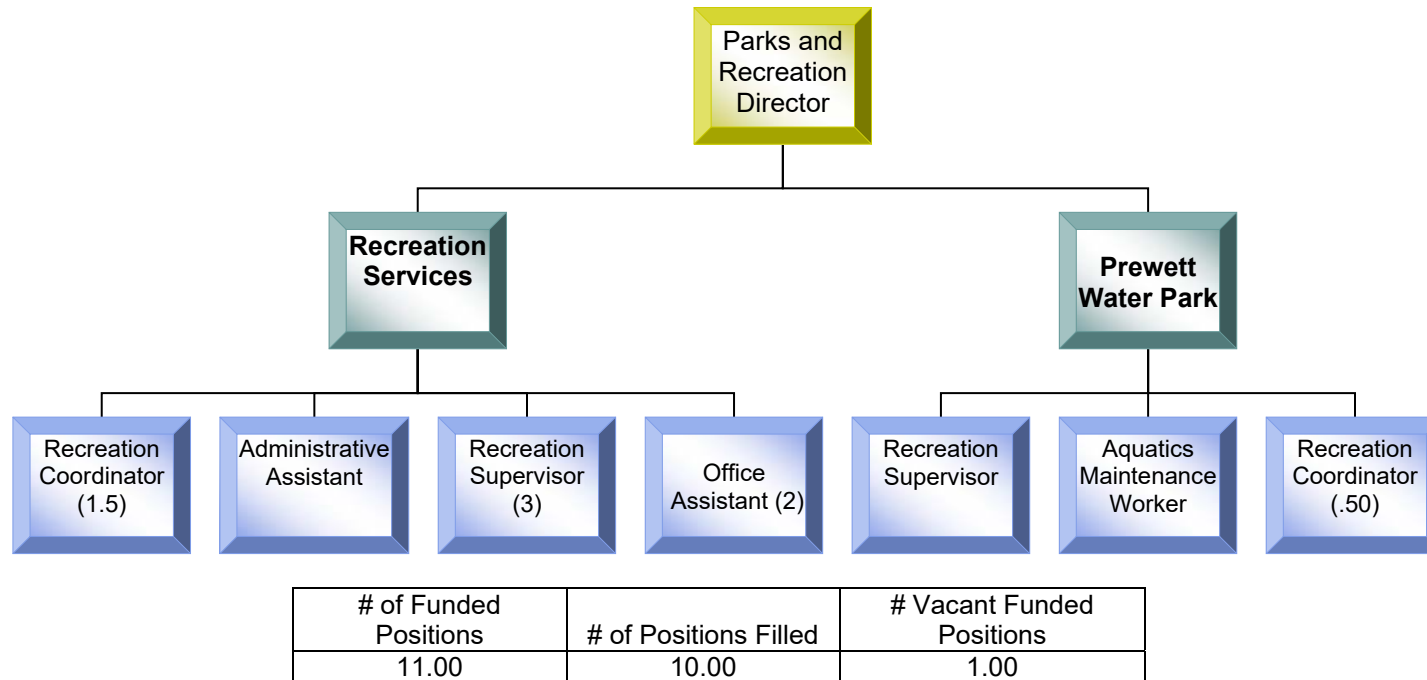 Parks and
Recreation
Director
Recreation
Services
Prewett
Water Park
Recreation
Coordinator
(1.5)
Administrative
Assistant
Recreation
Supervisor
(3)
Office
Assistant (2)
Recreation
Supervisor
Aquatics
Maintenance
Worker
Recreation
Coordinator
(.50)
# of Funded
Positions
# of Positions Filled
# Vacant Funded
Positions
11.00
10.00
1.00